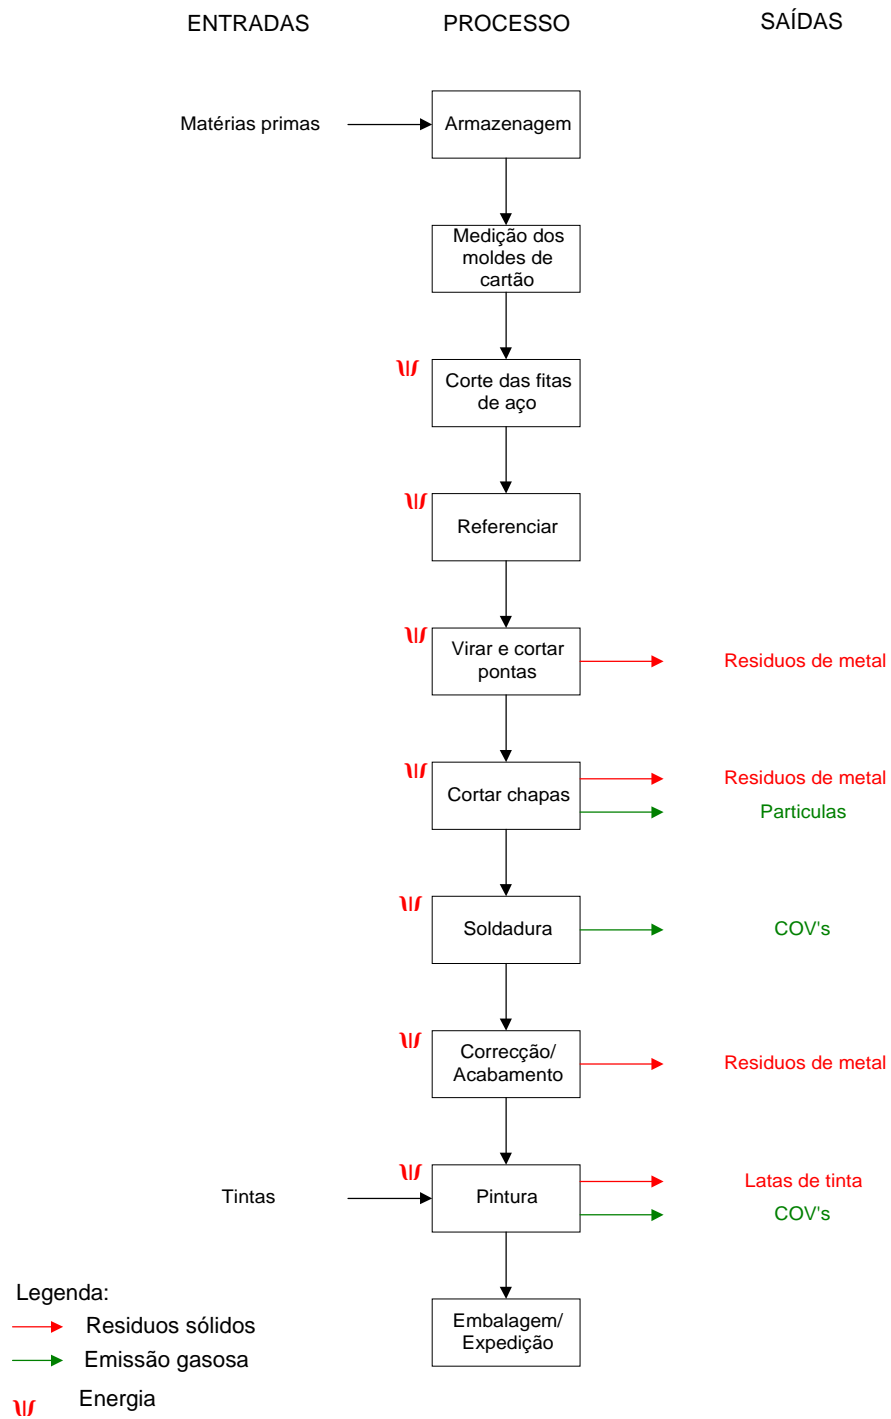 ENTRADAS PROCESSO SAÍDAS
Matérias primas Armazenagem
Medição dos
moldes de
cartão
Corte das fitas
de aço
Referenciar
Virar e cortar
pontas
Residuos de metal
Cortar chapas
Residuos de metal
Particulas
Soldadura COV's
Correcção/
Acabamento
Residuos de metal
Tintas Pintura
Latas de tinta
COV's
Embalagem/
Expedição
Legenda:
Residuos sólidos
Emissão gasosa
Energia